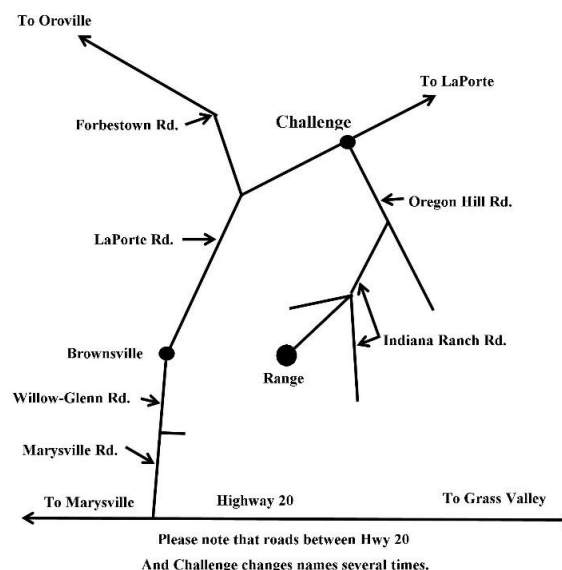 To Oroville
To LaPorte
Forbestown Rd.
Challenge
Oregon Hill Rd.
LaPorte Rd.
Indiana Ranch Rd.
Brownsville
Range
Willow-Glenn Rd.
Marysville Rd.
To Marysville
Highway 20
To Grass Valley
Please note that roads between Hwy 20
And Challenge changes names several times.